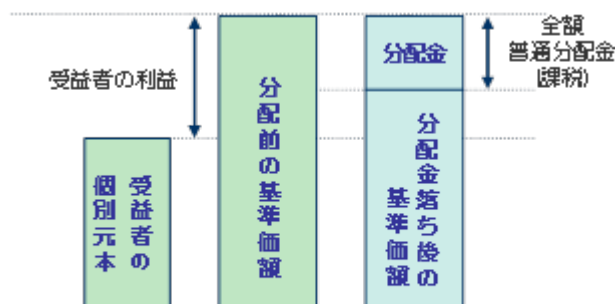 受益者の利益
受益者の
個別元本
分配前の基準価額
分配金
分配金落ち後の
基準価額
全額
普通分配金
(課税)